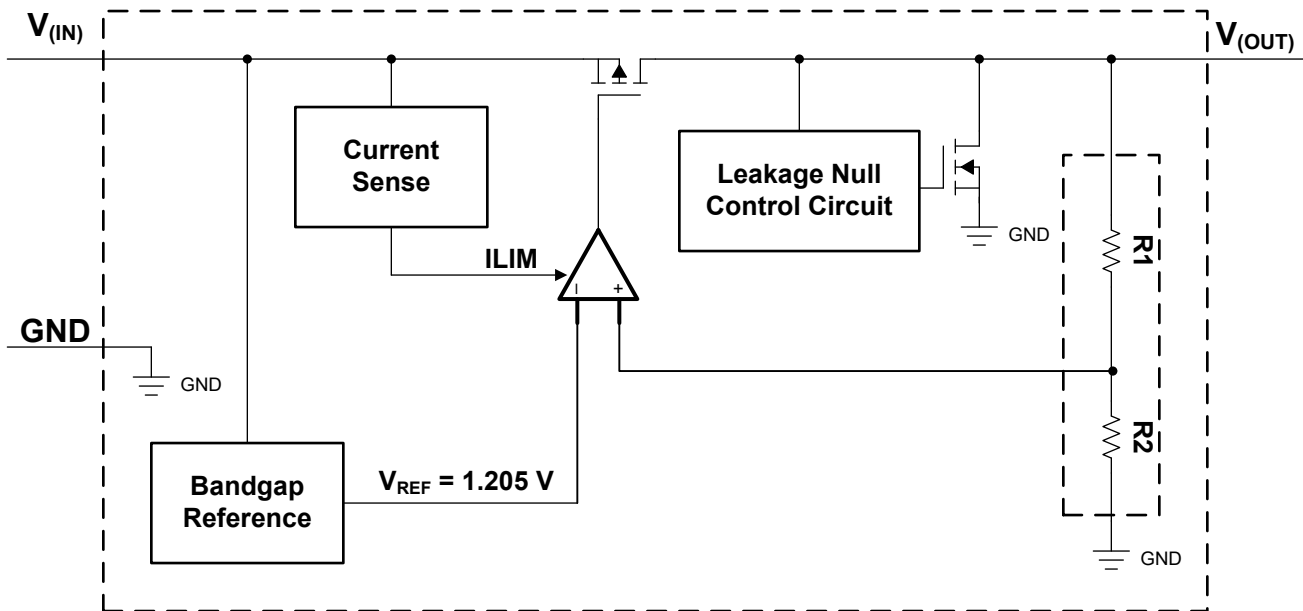 V(IN)
V(OUT)
Current
Sense
Leakage Null
Control Circuit
GND
R1
ILIM
–
+
GND
GND
R2
Bandgap
Reference
VREF = 1.205 V
GND